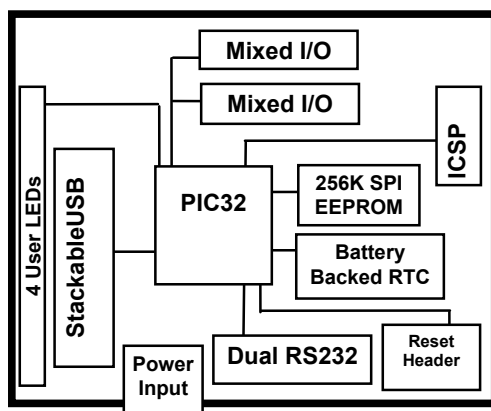 Mixed I/O
Mixed I/O
ICSP
4 User LEDs
StackableUSB
PIC32
256K SPI
EEPROM
Battery
Backed RTC
Power
Input
Dual RS232
Reset
Header